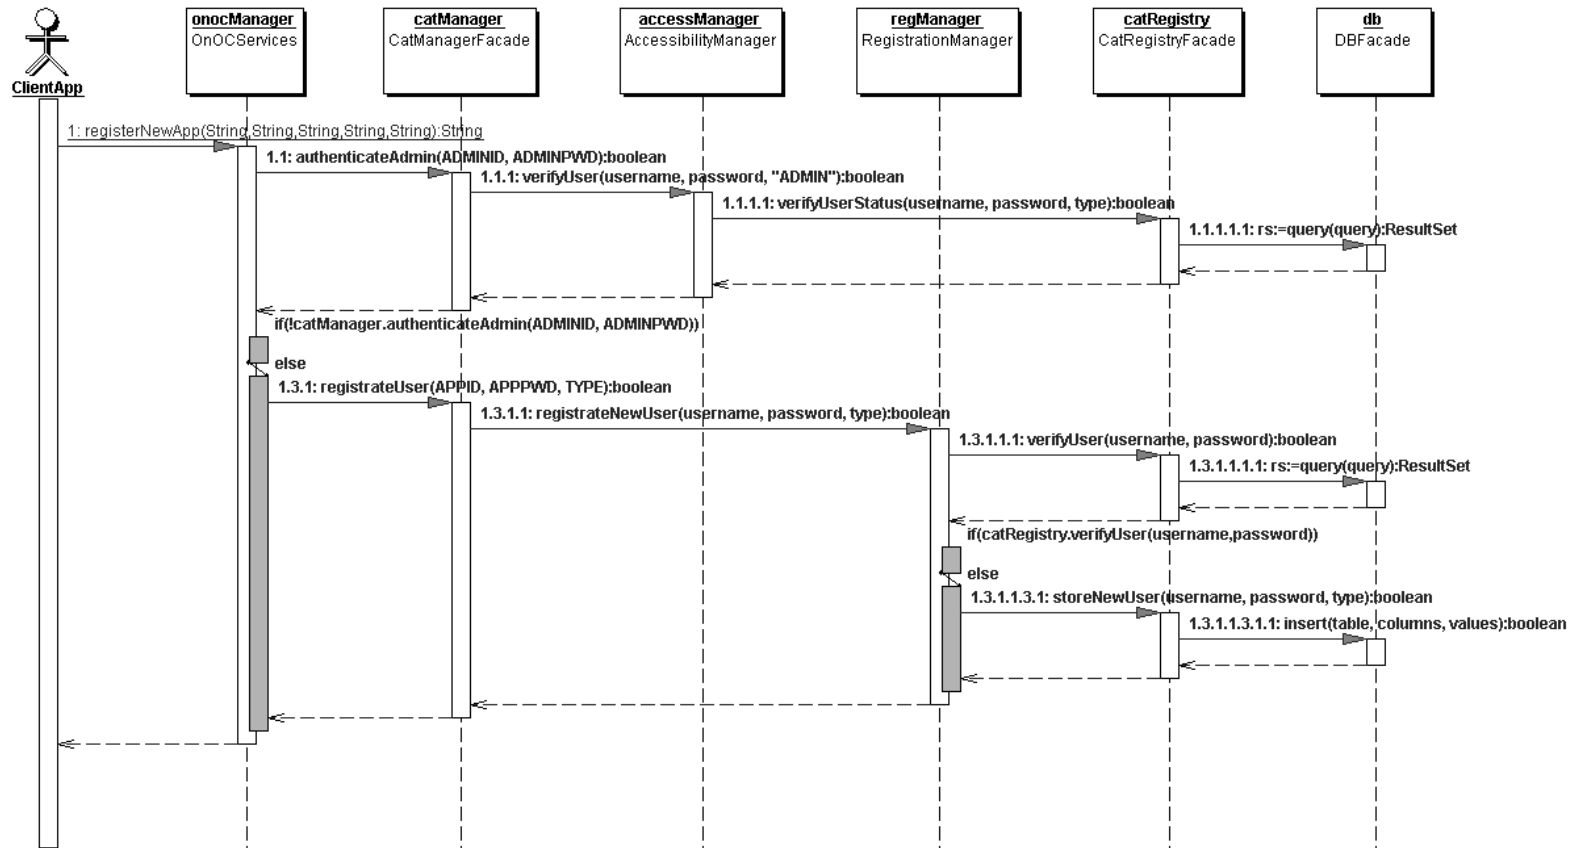 onocManager
OnOCServices
catManager
CatManagerFacade
accessManager
AccessibilityManager
regManager
RegistrationManager
catRegistry
CatRegistryFacade
db
DBFacade
ClientApp
1: registerNewApp(String,String,String,String,String):String
1.1: authenticateAdmin(ADMINID, ADMINPWD):boolean
1.1.1: verifyUser(username, password, "ADMIN"):boolean
1.1.1.1: verifyUserStatus(username, password, type):boolean
1.1.1.1.1: rs:=query(query):ResultSet
if(!catManager.authenticateAdmin(ADMINID, ADMINPWD))
else
1.3.1: registrateUser(APPID, APPPWD, TYPE):boolean
1.3.1.1: registrateNewUser(username, password, type):boolean
1.3.1.1.1: verifyUser(username, password):boolean
1.3.1.1.1.1: rs:=query(query):ResultSet
if(catRegistry.verifyUser(username,password))
else
1.3.1.1.3.1: storeNewUser(username, password, type):boolean
1.3.1.1.3.1.1: insert(table, columns, values):boolean